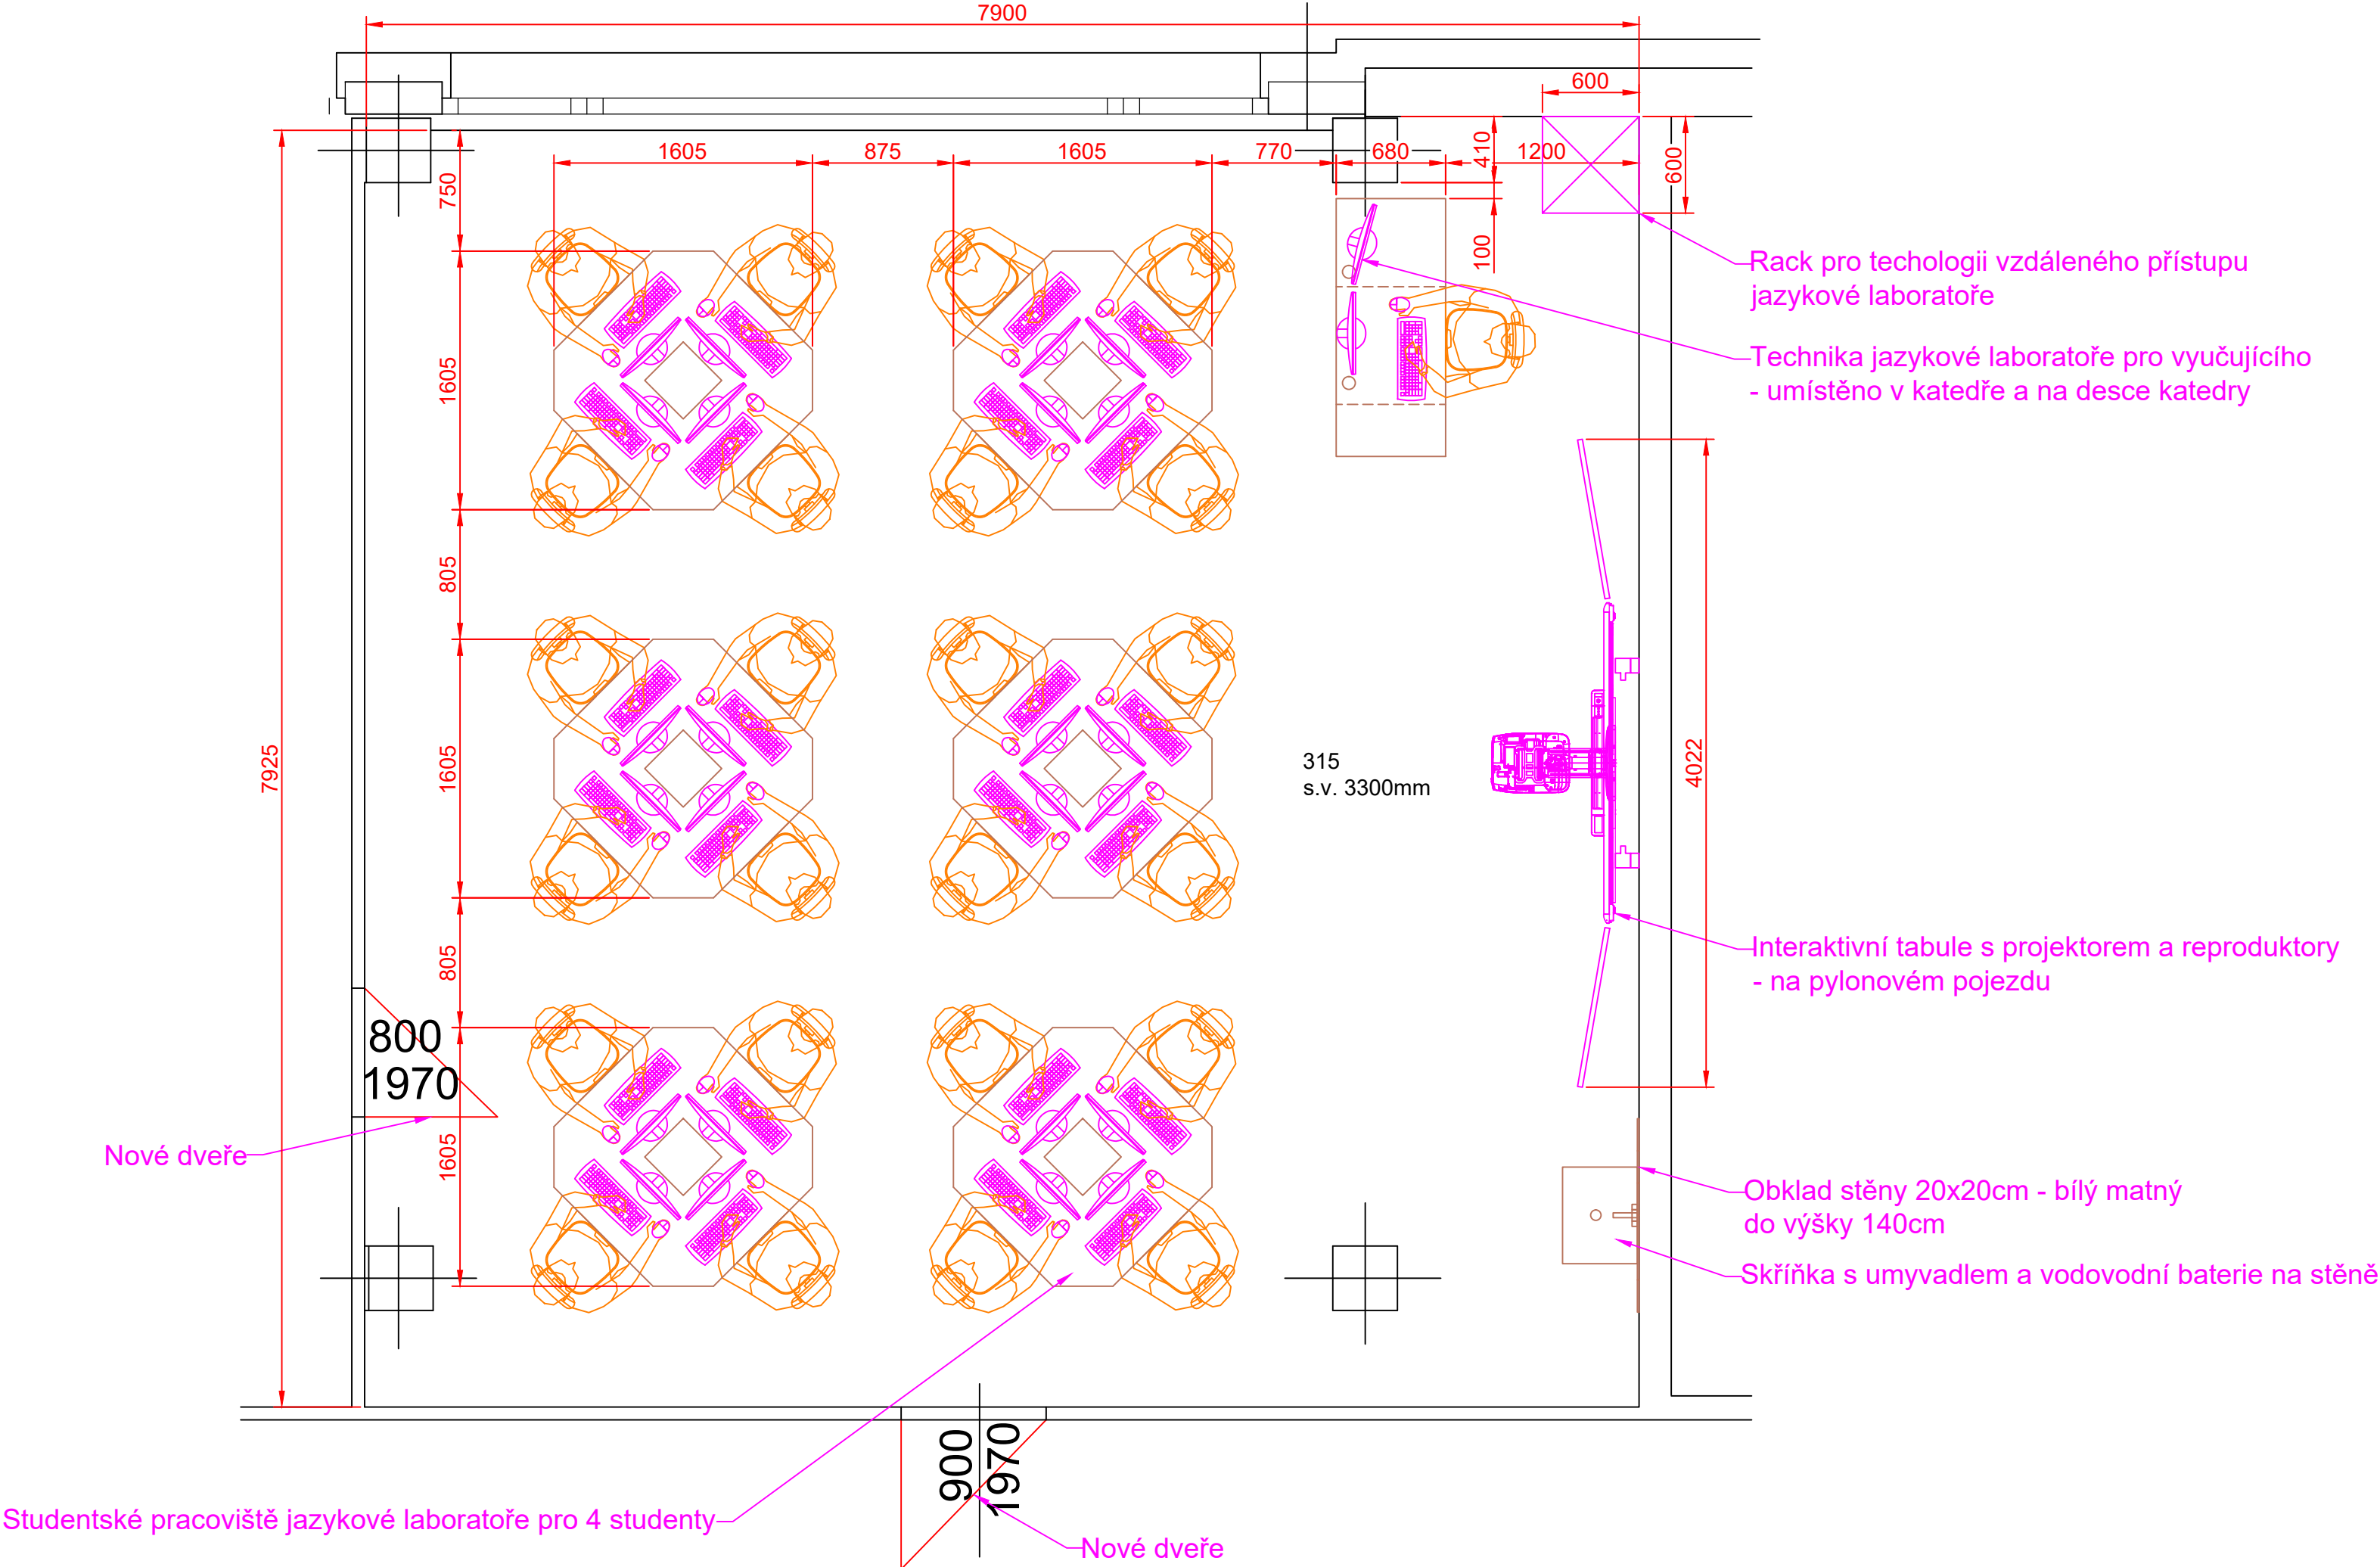 7900
600
1605
875
1605
770
680
410
1200
600
750
100
Rack pro techologii vzdáleného přístupu
jazykové laboratoře
Technika jazykové laboratoře pro vyučujícího
- umístěno v katedře a na desce katedry
1605
805
7925
1605
315
s.v. 3300mm
4022
805
Interaktivní tabule s projektorem a reproduktory
- na pylonovém pojezdu
800
1970
Nové dveře
1605
Obklad stěny 20x20cm - bílý matný
do výšky 140cm
Skříňka s umyvadlem a vodovodní baterie na stěně
900
1970
Studentské pracoviště jazykové laboratoře pro 4 studenty
Nové dveře